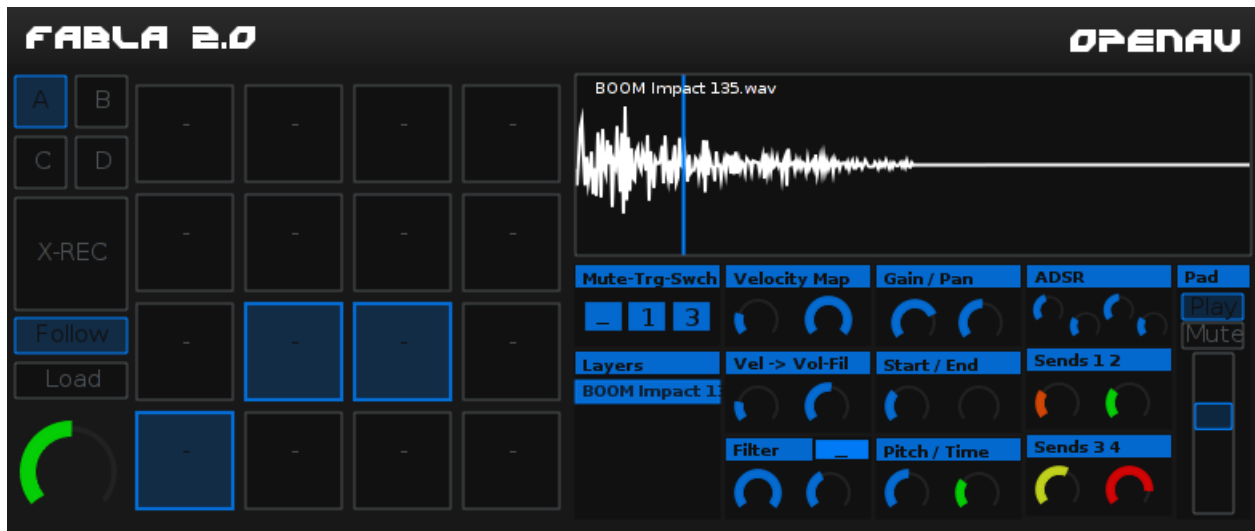 FABLA 2.0
OPENAV
A B
C D
X-REC
Follow
Load
- - - -
- - - -
- - - -
- - - -
BOOM Impact 135.wav
Mute-Trg-Swch
_ 1 3
Layers
BOOM Impact 13
Velocity Map
Vel -> Vol-Fil
Filter _
Gain / Pan
Start / End
Pitch / Time
ADSR
Sends 1 2
Sends 3 4
Pad
Play
Mute